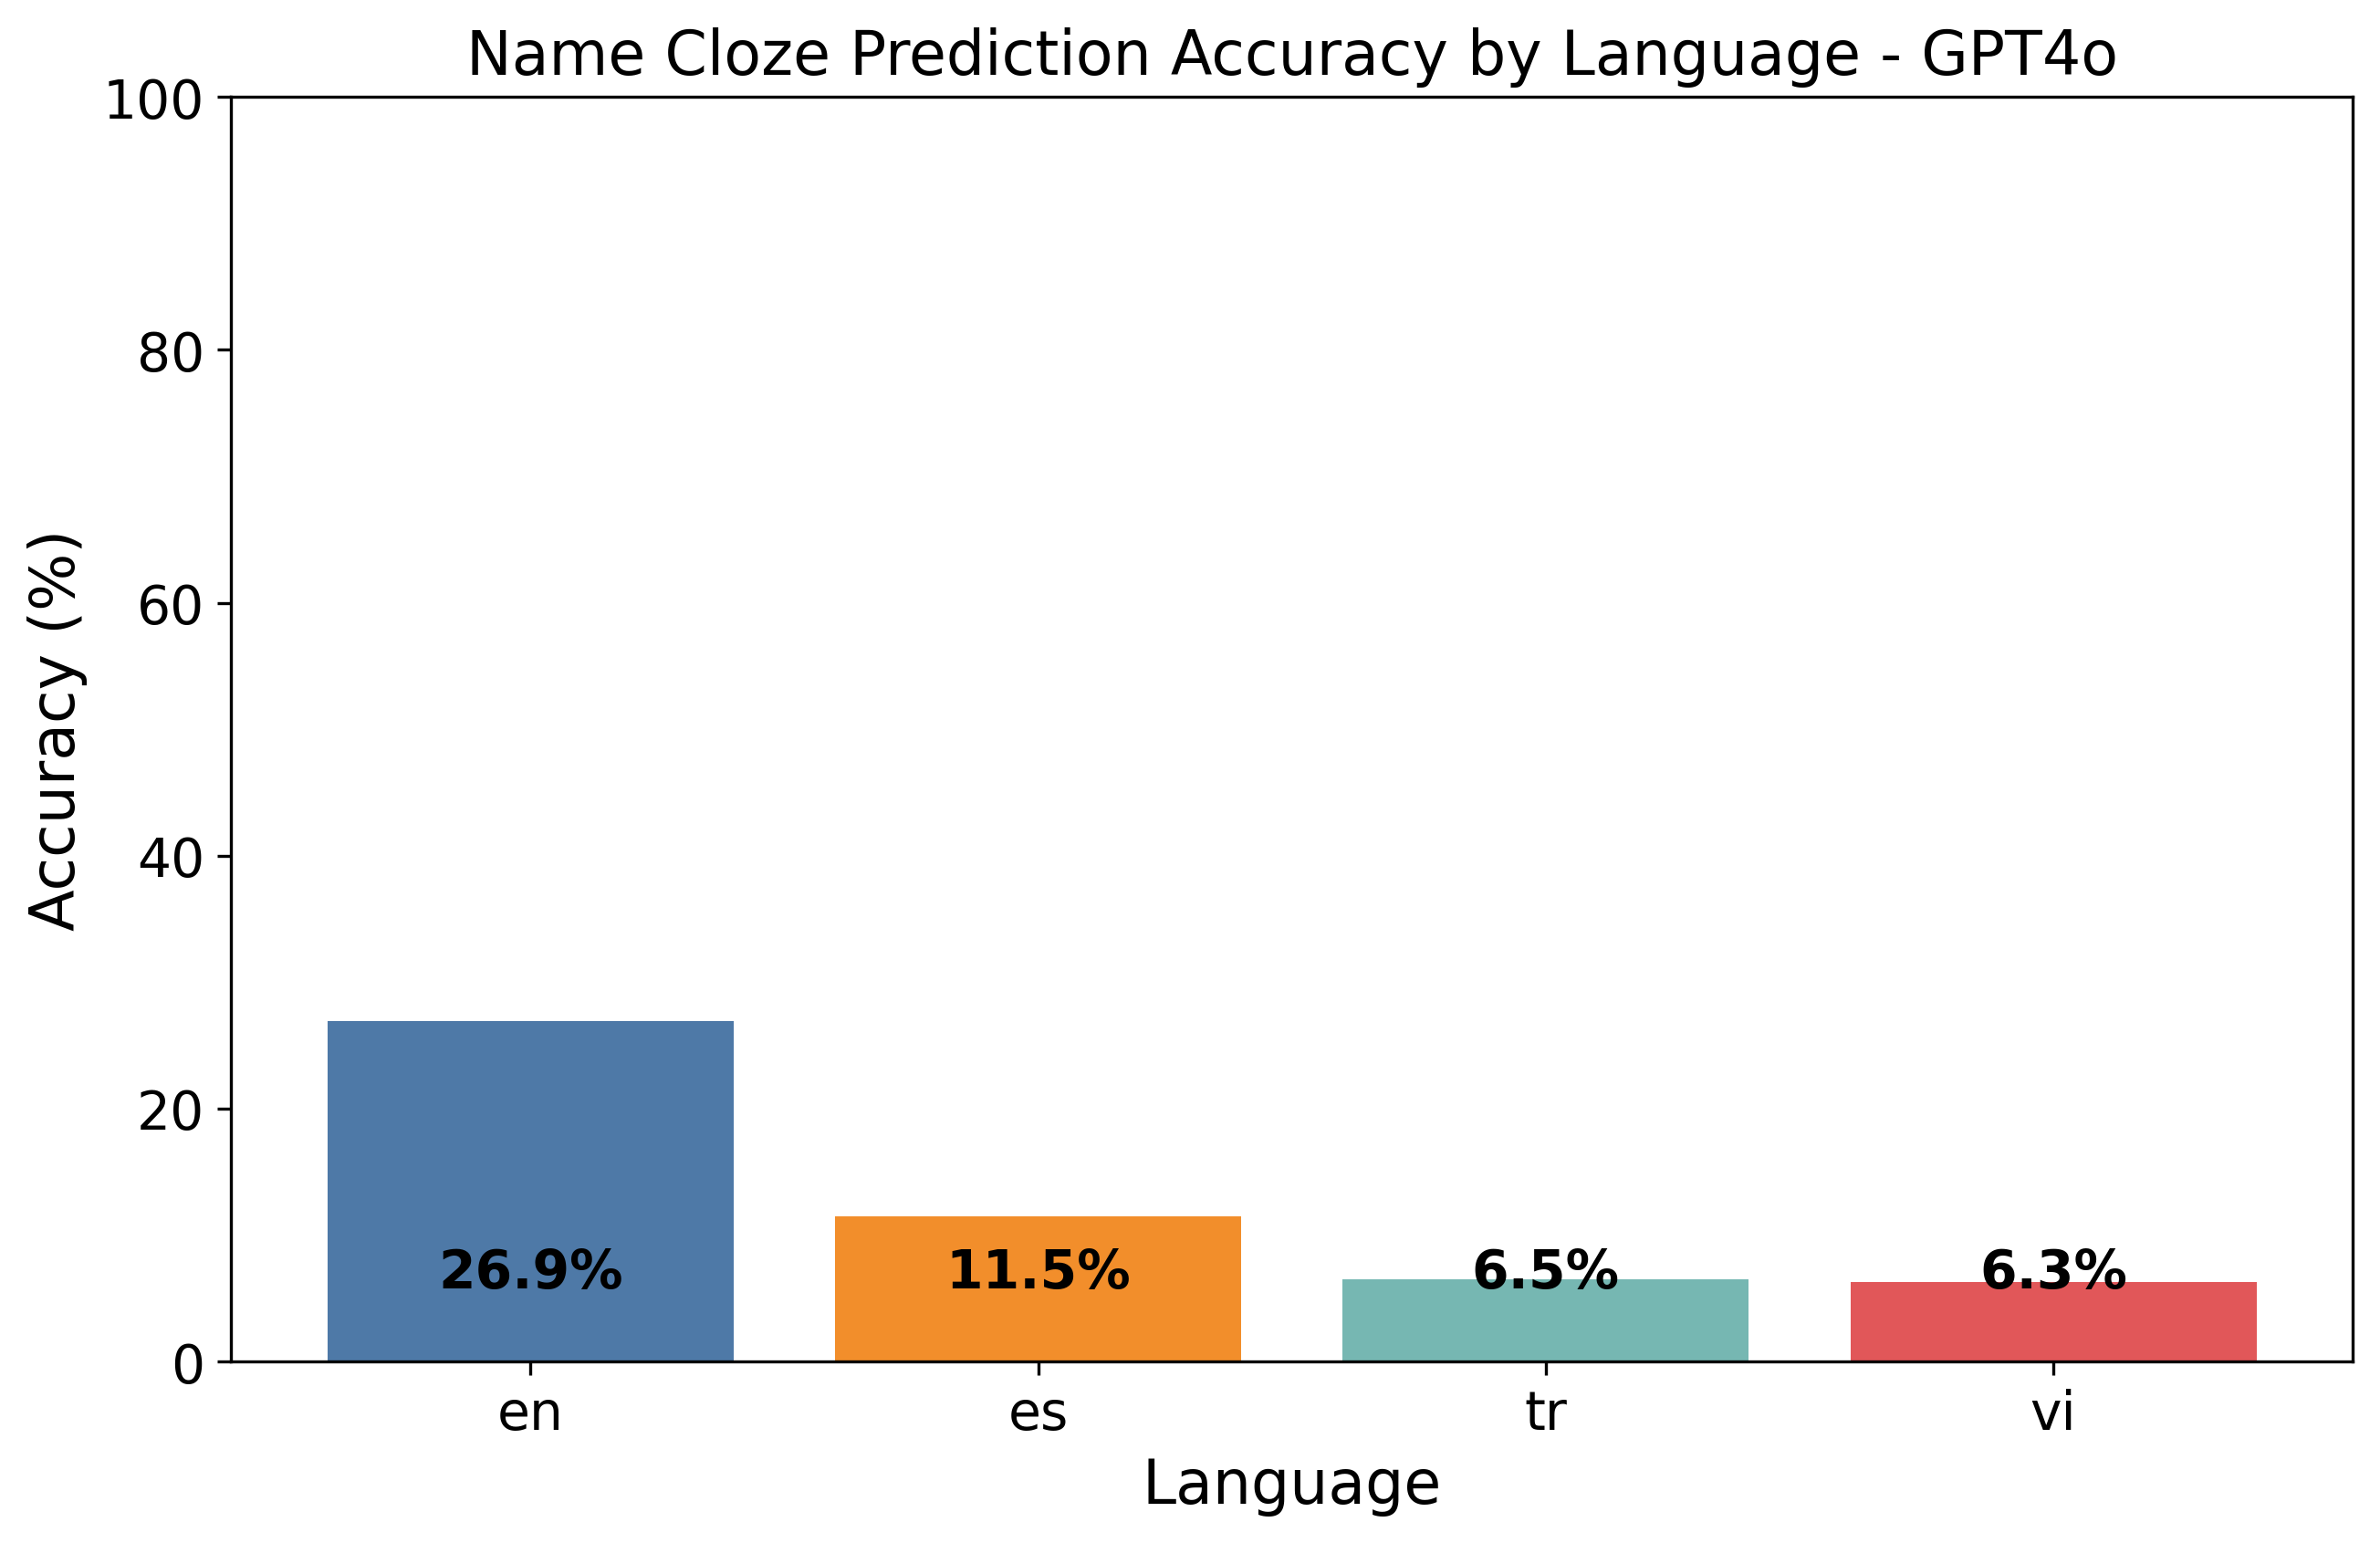 Name Cloze Prediction Accuracy by Language - GPT4o
Accuracy (%)
100
80
60
40
20
0
26.9%
11.5%
6.5%
6.3%
en
es
tr
vi
Language